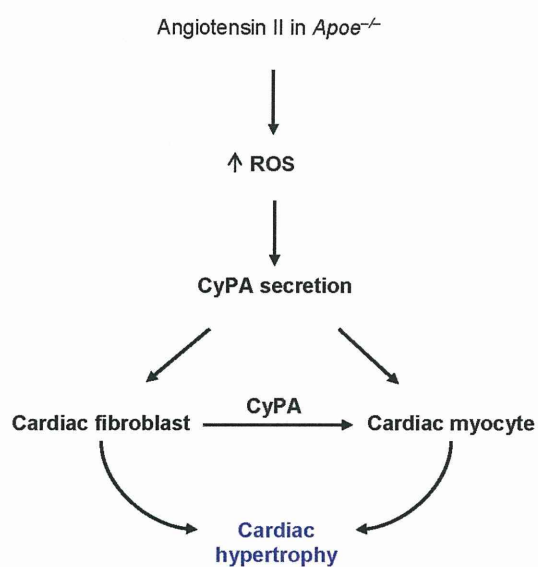 Angiotensin II in Apoe–/–
↑ ROS
CyPA secretion
CyPA
Cardiac fibroblast
Cardiac myocyte
Cardiac
hypertrophy